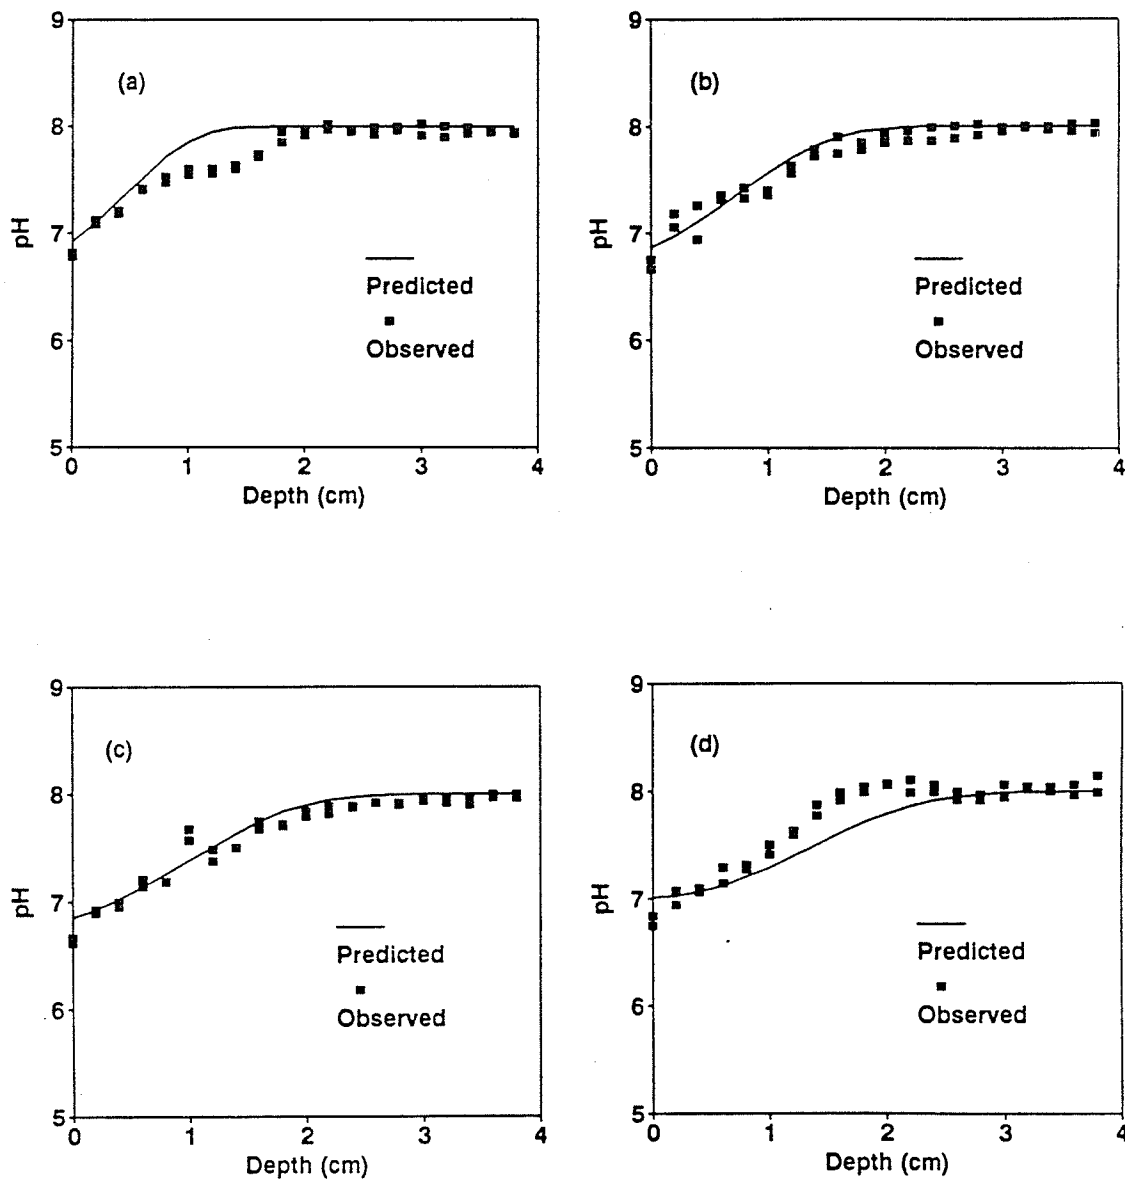 9
(a)
8
7
pH
Predicted
Observed
6
5
0 1 2 3 4
Depth (cm)
9
(b)
8
7
pH
Predicted
Observed
6
5
0 1 2 3 4
Depth (cm)
9
(c)
8
7
pH
Predicted
Observed
6
5
0 1 2 3 4
Depth (cm)
9
(d)
8
7
pH
Predicted
Observed
6
5
0 1 2 3 4
Depth (cm)